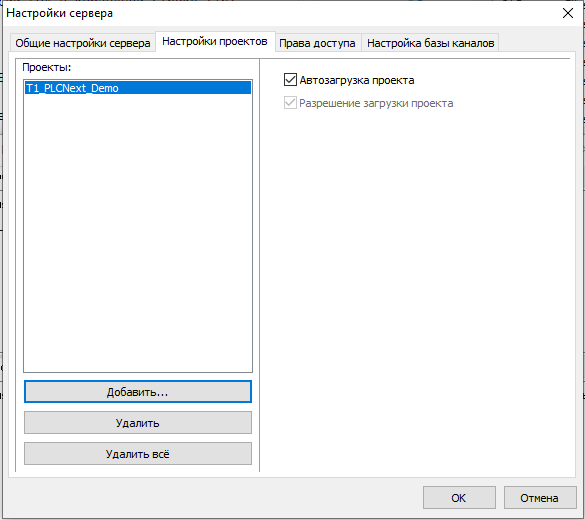 Настройки сервера
Общие настройки сервера
Настройки проектов
Права доступа
Настройка базы каналов
Проекты:
T1_PLCNext_Demo
Автозагрузка проекта
Разрешение загрузки проекта
Добавить...
Удалить
Удалить всё
OK
Отмена